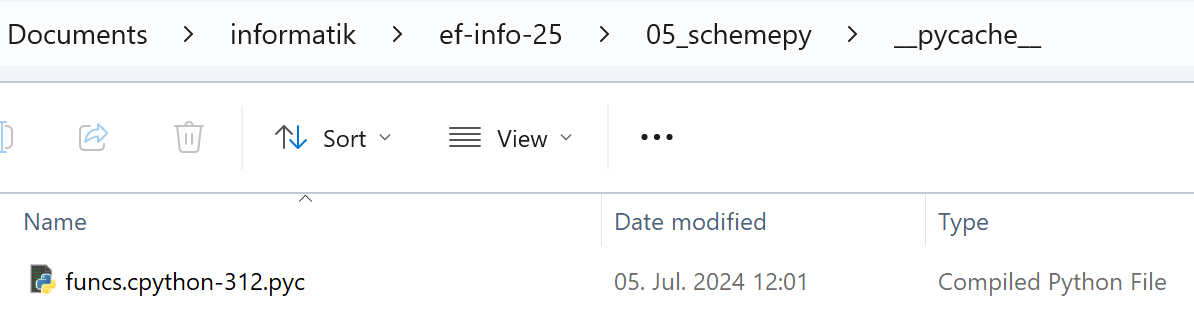 Documents > informatik > ef-info-25 > 05_schemepy > __pycache__
Sort View
Name Date modified Type
funcs.cpython-312.pyc 05. Jul. 2024 12:01 Compiled Python File